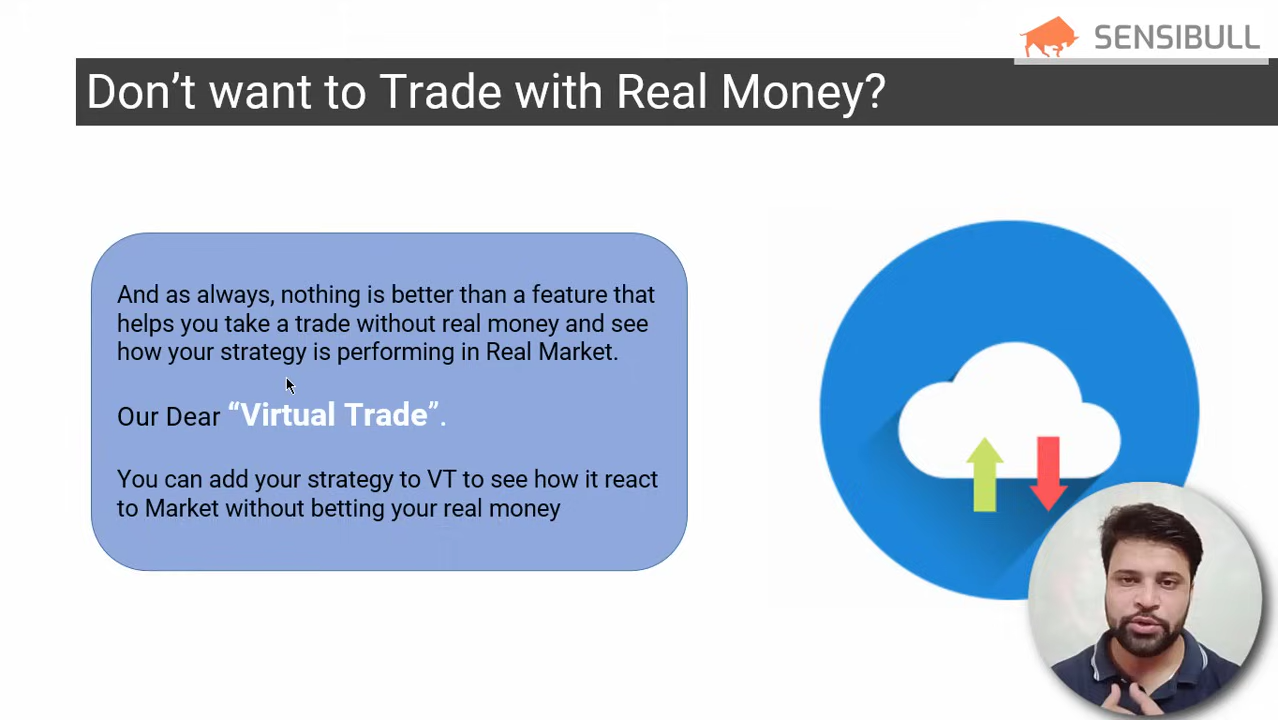 SENSIBULL
Don’t want to Trade with Real Money?
And as always, nothing is better than a feature that
helps you take a trade without real money and see
how your strategy is performing in Real Market.
Our Dear “Virtual Trade”.
You can add your strategy to VT to see how it react
to Market without betting your real money